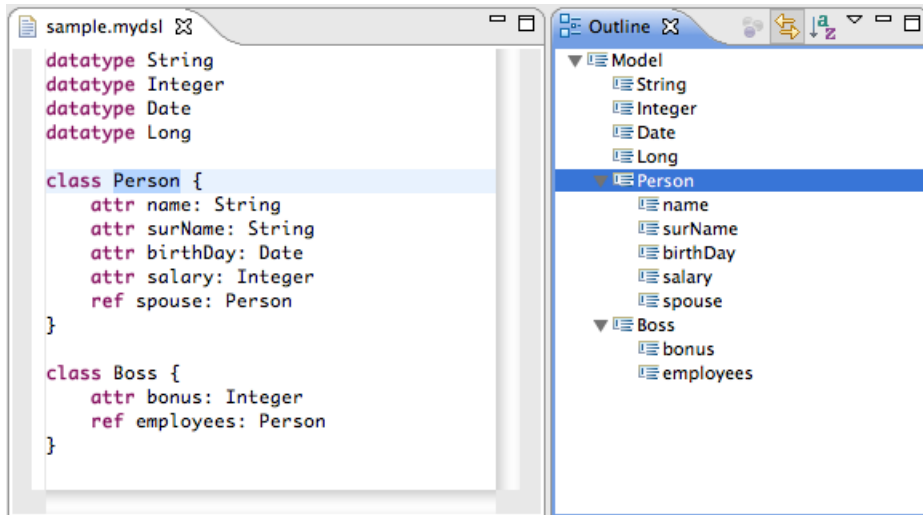 sample.mydsl
datatype String
datatype Integer
datatype Date
datatype Long
class Person {
attr name: String
attr surName: String
attr birthDay: Date
attr salary: Integer
ref spouse: Person
}
class Boss {
attr bonus: Integer
ref employees: Person
}
Outline
Model
String
Integer
Date
Long
Person
name
surName
birthDay
salary
spouse
Boss
bonus
employees